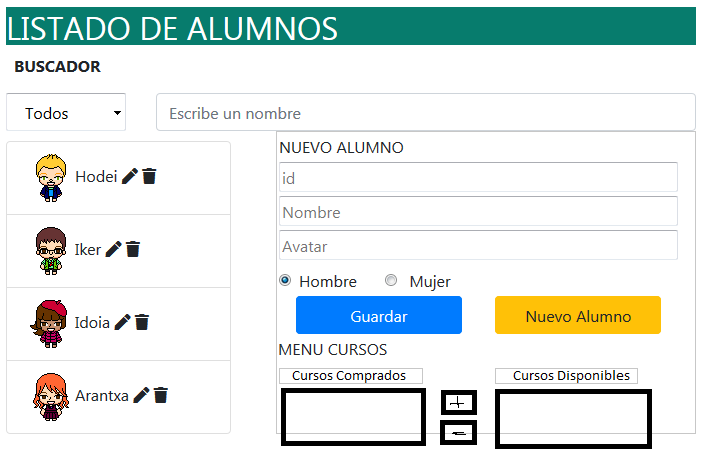 LISTADO DE ALUMNOS
BUSCADOR
Todos
Escribe un nombre
Hodei
Iker
Idoia
Arantxa
NUEVO ALUMNO
id
Nombre
Avatar
Hombre Mujer
Guardar Nuevo Alumno
MENU CURSOS
Cursos Comprados Cursos Disponibles
+
-